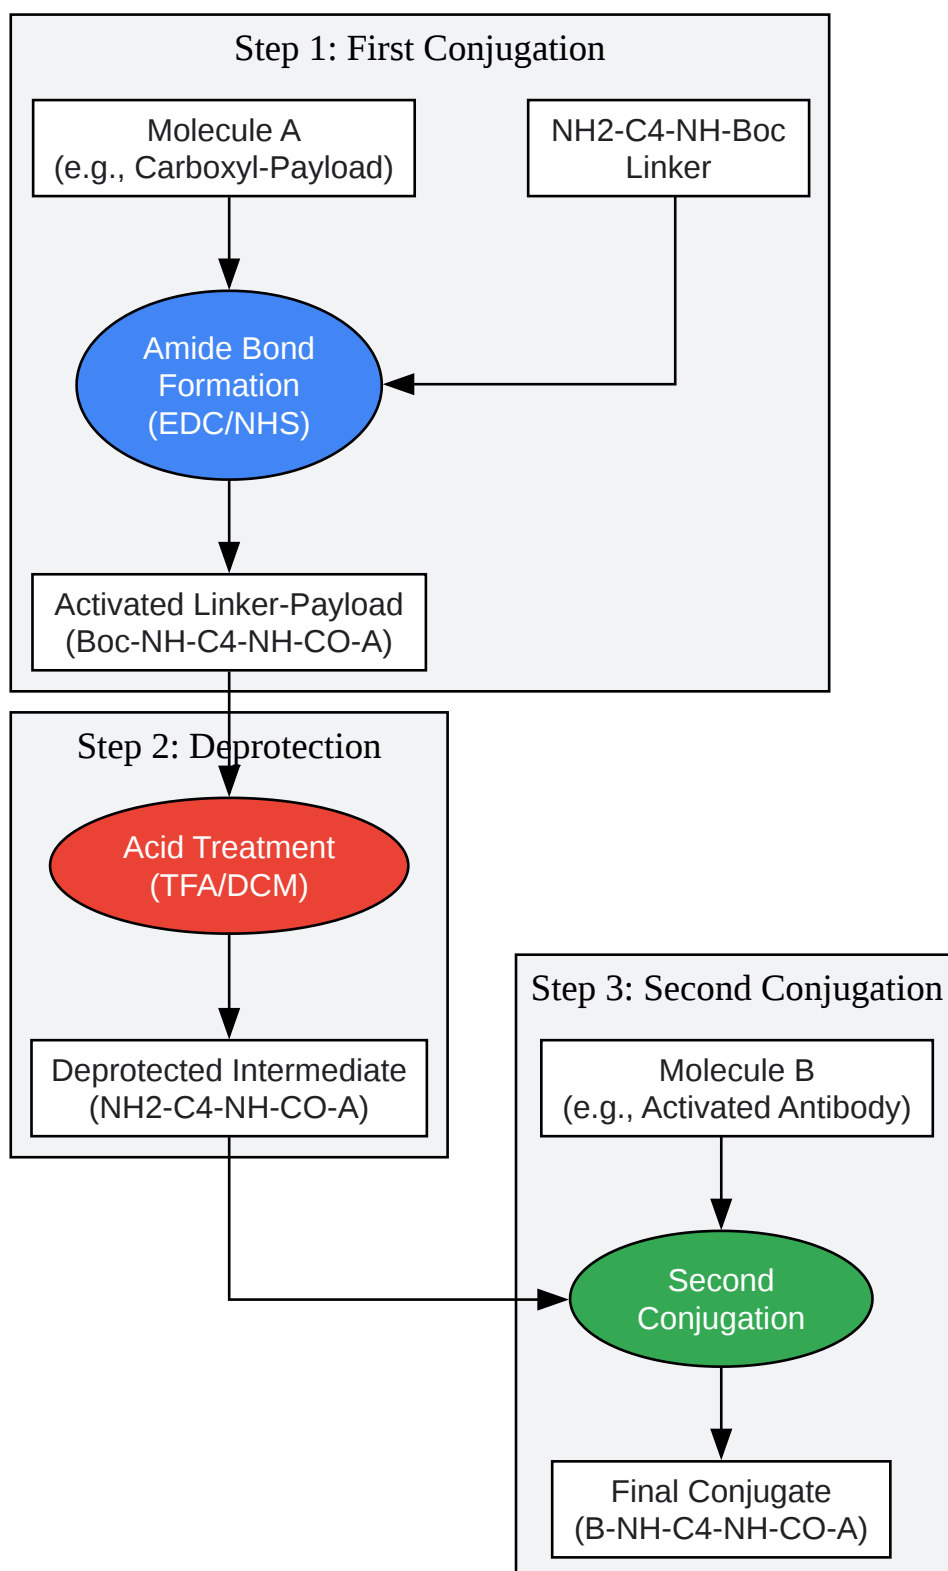 Step 1: First Conjugation
Molecule A
(e.g., Carboxyl-Payload)
NH2-C4-NH-Boc
Linker
Amide Bond
Formation
(EDC/NHS)
Activated Linker-Payload
(Boc-NH-C4-NH-CO-A)
Step 2: Deprotection
Acid Treatment
(TFA/DCM)
Deprotected Intermediate
(NH2-C4-NH-CO-A)
Step 3: Second Conjugation
Molecule B
(e.g., Activated Antibody)
Second
Conjugation
Final Conjugate
(B-NH-C4-NH-CO-A)